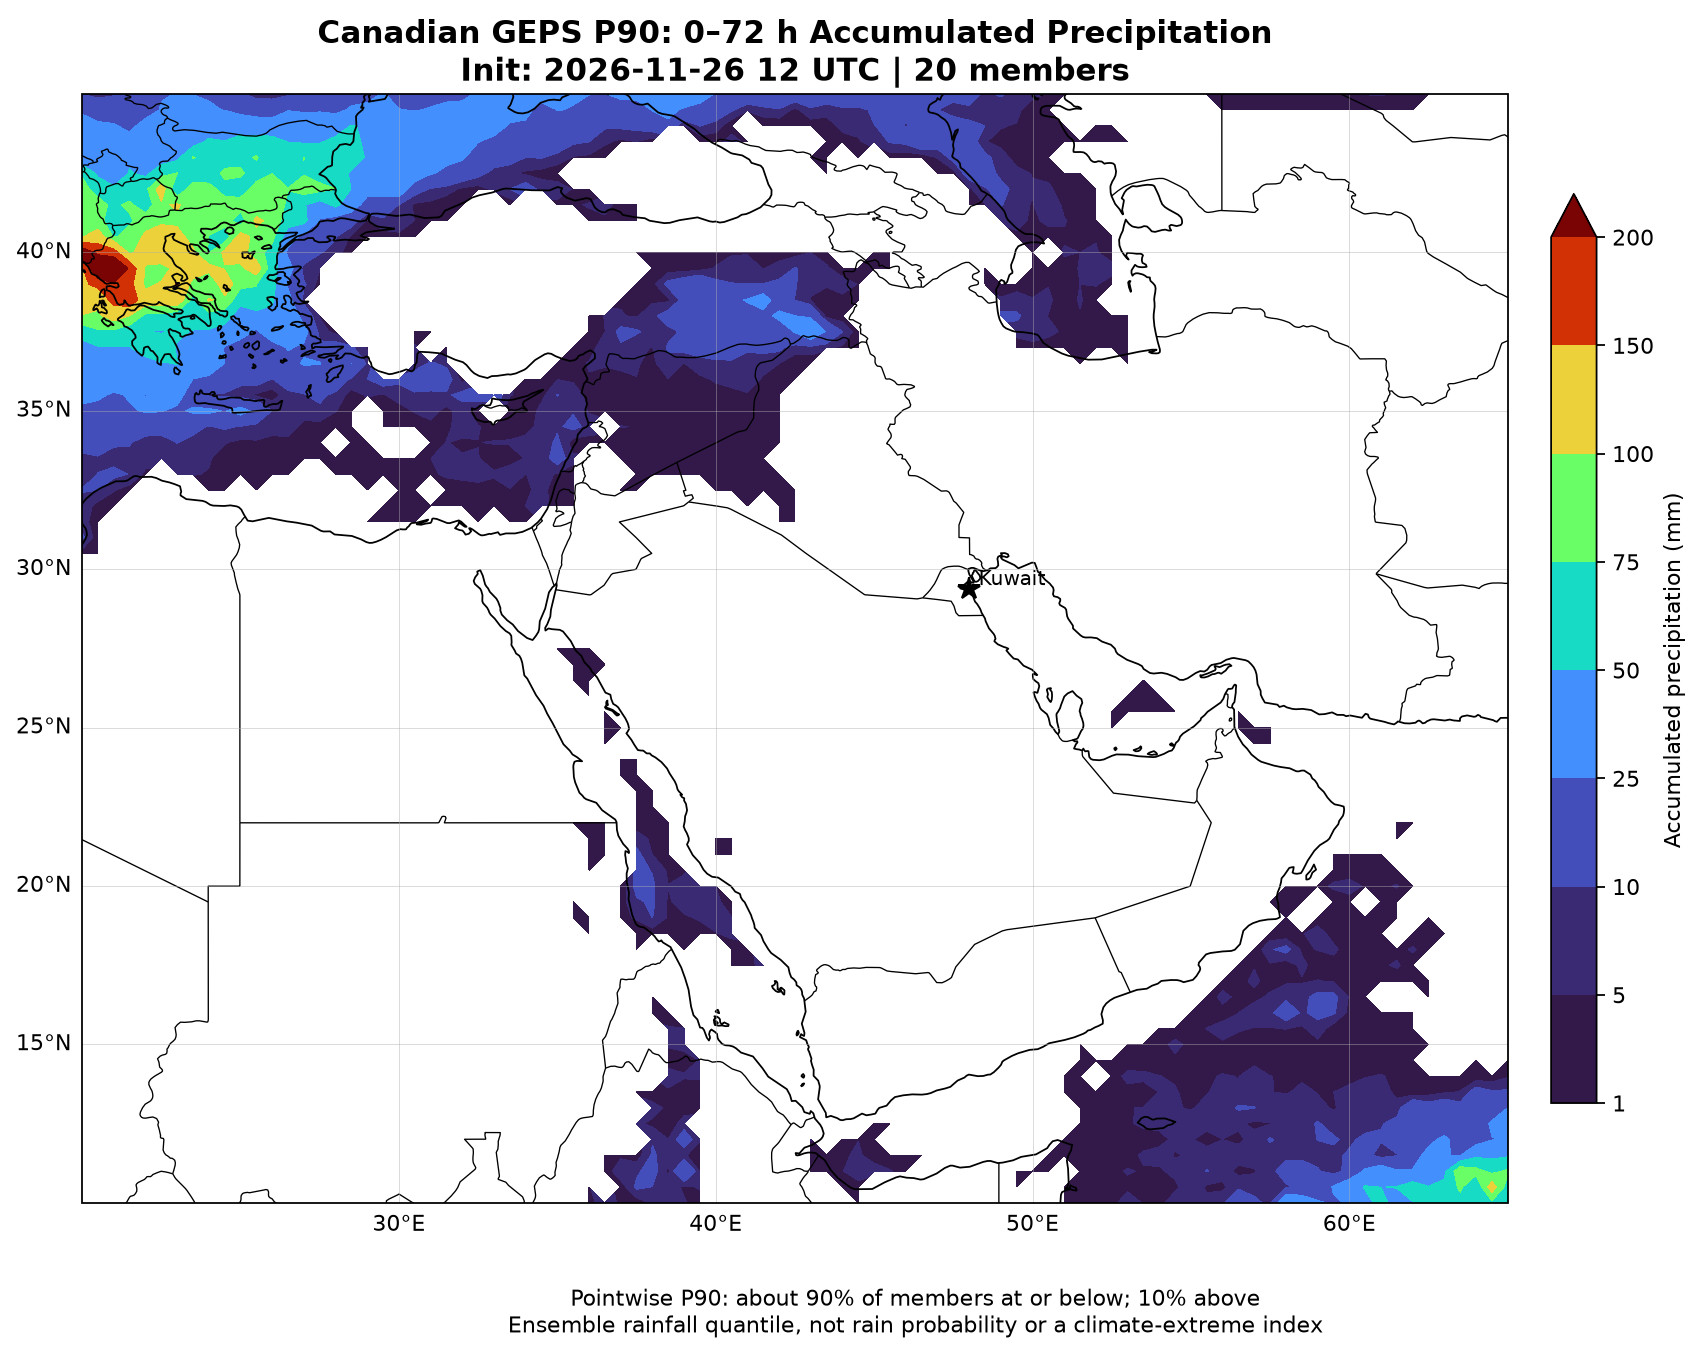 Canadian GEPS P90: 0–72 h Accumulated Precipitation
Init: 2026-11-26 12 UTC | 20 members
40°N
35°N
30°N
25°N
20°N
15°N
30°E
40°E
50°E
60°E
Kuwait
200
150
100
75
50
25
10
5
1
Accumulated precipitation (mm)
Pointwise P90: about 90% of members at or below; 10% above
Ensemble rainfall quantile, not rain probability or a climate-extreme index